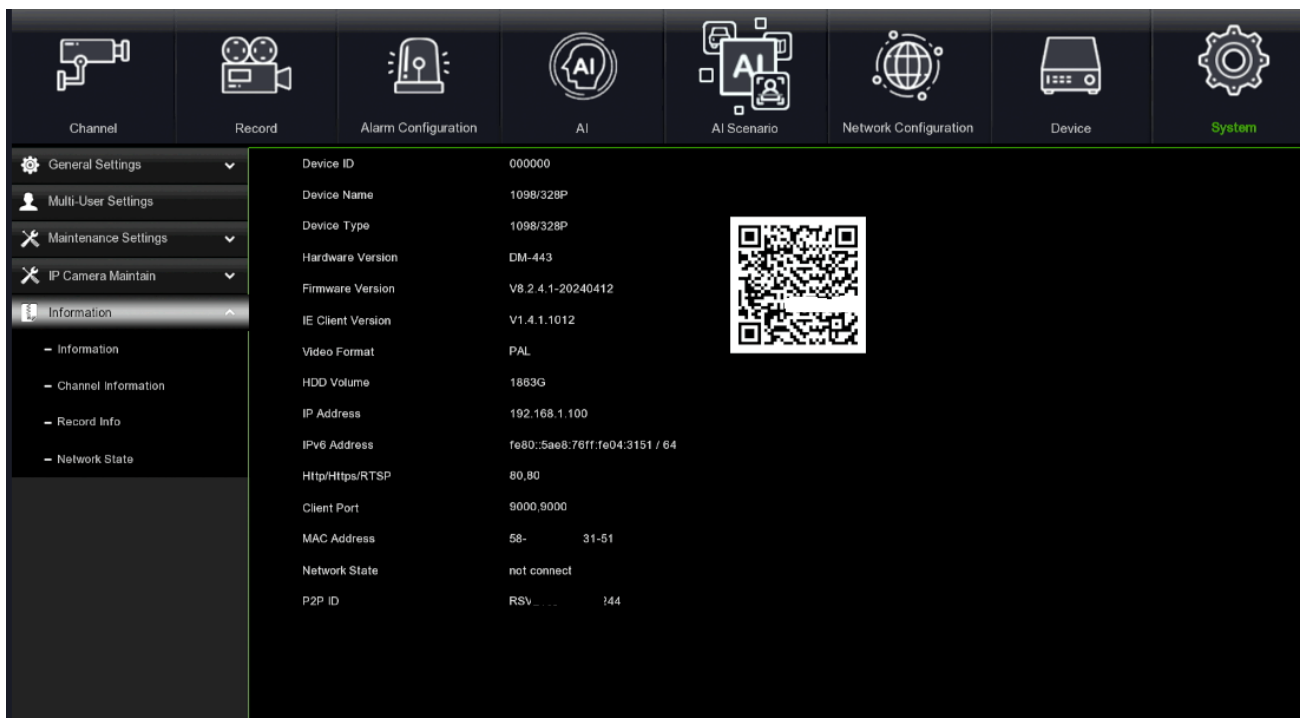 AI
AI
Channel
Record
Alarm Configuration
AI
AI Scenario
Network Configuration
Device
System
General Settings
Multi-User Settings
Maintenance Settings
IP Camera Maintain
Information
– Information
– Channel Information
– Record Info
– Network State
Device ID 000000
Device Name 1098/328P
Device Type 1098/328P
Hardware Version DM-443
Firmware Version V8.2.4.1-20240412
IE Client Version V1.4.1.1012
Video Format PAL
HDD Volume 1863G
IP Address 192.168.1.100
IPv6 Address fe80::5ae8:76ff:fe04:3151 / 64
Http/Https/RTSP 80,80
Client Port 9000,9000
MAC Address 58- 31-51
Network State not connect
P2P ID